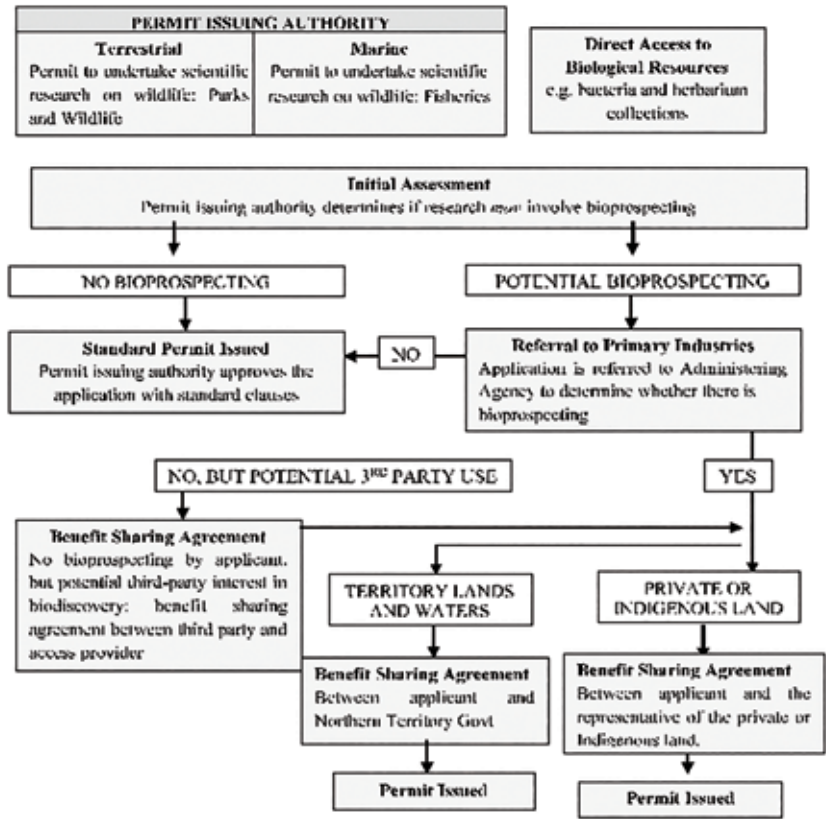 PERMIT ISSUING AUTHORITY
Terrestrial
Permit to undertake scientific
research on wildlife: Parks
and Wildlife
Marine
Permit to undertake scientific
research on wildlife: Fisheries
Direct Access to
Biological Resources
e.g. bacteria and herbarium
collections
Initial Assessment
Permit issuing authority determines if research may involve bioprospecting
NO BIOPROSPECTING
POTENTIAL BIOPROSPECTING
Standard Permit Issued
Permit issuing authority approves the
application with standard clauses
NO
Referral to Primary Industries
Application is referred to Administering
Agency to determine whether there is
bioprospecting
NO, BUT POTENTIAL 3RD PARTY USE
YES
Benefit Sharing Agreement
No bioprospecting by applicant,
but potential third-party interest in
biodiscovery: benefit sharing
agreement between third party and
access provider
TERRITORY LANDS
AND WATERS
PRIVATE OR
INDIGENOUS LAND
Benefit Sharing Agreement
Between applicant and
Northern Territory Govt
Benefit Sharing Agreement
Between applicant and the
representative of the private or
Indigenous land.
Permit Issued
Permit Issued